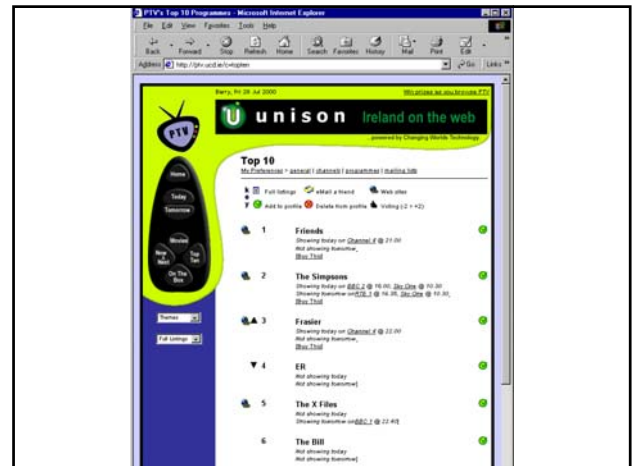 PTV's Top 10 Programmes - Microsoft Internet Explorer
File Edit View Favorites Tools Help
Back Forward Stop Refresh Home Search Favorites History Mail Print Edit
Address http://ptv.ucd.ie/c=topten Go Links
Barry, Fri 28 Jul 2000 Win prizes as you browse PTV
PTV
unison Ireland on the web
powered by Changing Worlds Technology
Top 10
My Preferences - general | channels | programmes | mailing lists
key Full listings eMail a friend Web sites
Add to profile Delete from profile Voting (-2 > +2)
Home
Today
Tomorrow
Movies
Now & Next
Top Ten
On The Box
Themes
Full Listings
1 Friends
Showing today on Channel 4 @ 21.00
Not showing tomorrow
[Buy This]
2 The Simpsons
Showing today on BBC 2 @ 18.00, Sky One @ 10.30
Showing tomorrow on RTE 1 @ 16.35, Sky One @ 10.30,
[Buy This]
3 Frasier
Showing today on Channel 4 @ 22.00
Not showing tomorrow
[Buy This]
4 ER
Not showing today
Not showing tomorrow
5 The X Files
Not showing today
Showing tomorrow on BBC 1 @ 22.40
6 The Bill
Not showing today
Not showing tomorrow